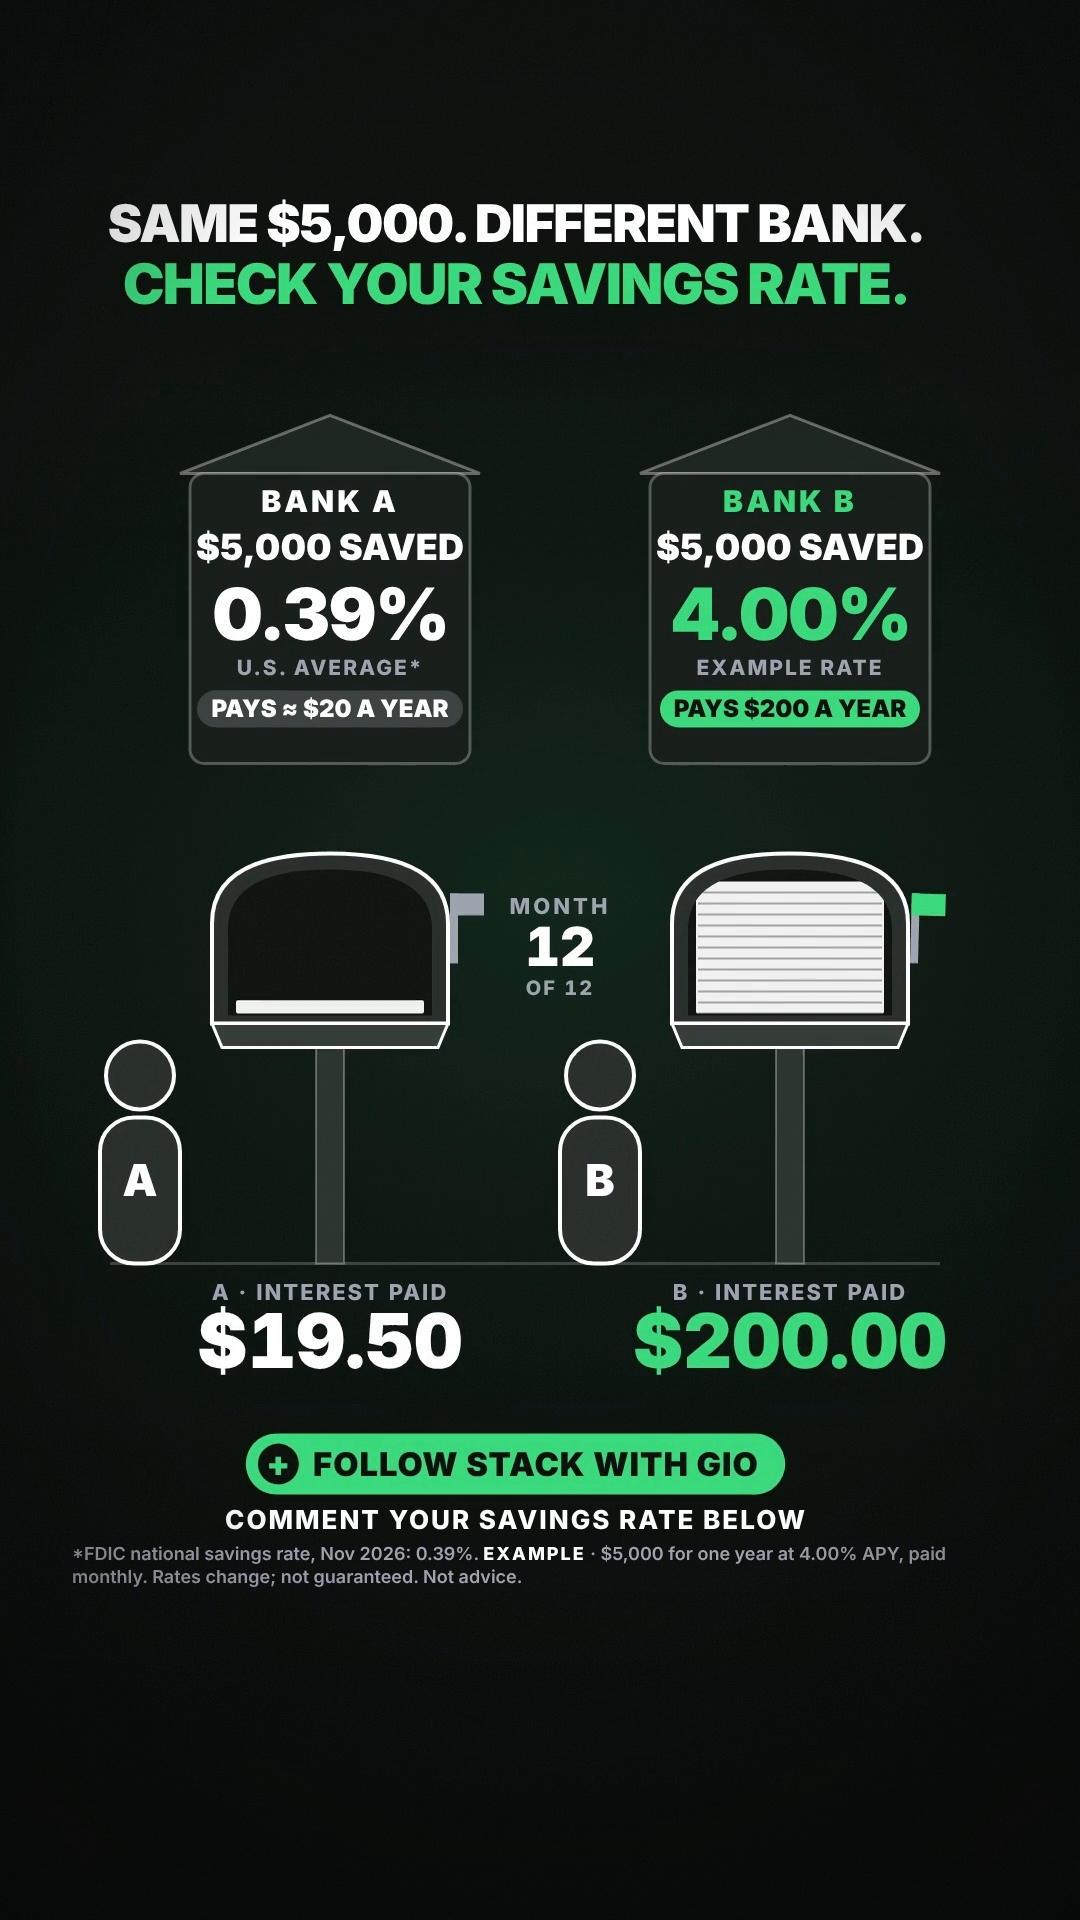 SAME $5,000. DIFFERENT BANK.
CHECK YOUR SAVINGS RATE.
BANK A
$5,000 SAVED
0.39%
U.S. AVERAGE*
PAYS ≈ $20 A YEAR
BANK B
$5,000 SAVED
4.00%
EXAMPLE RATE
PAYS $200 A YEAR
MONTH
12
OF 12
A
B
A · INTEREST PAID
$19.50
B · INTEREST PAID
$200.00
+ FOLLOW STACK WITH GIO
COMMENT YOUR SAVINGS RATE BELOW
*FDIC national savings rate, Nov 2026: 0.39%. EXAMPLE · $5,000 for one year at 4.00% APY, paid
monthly. Rates change; not guaranteed. Not advice.